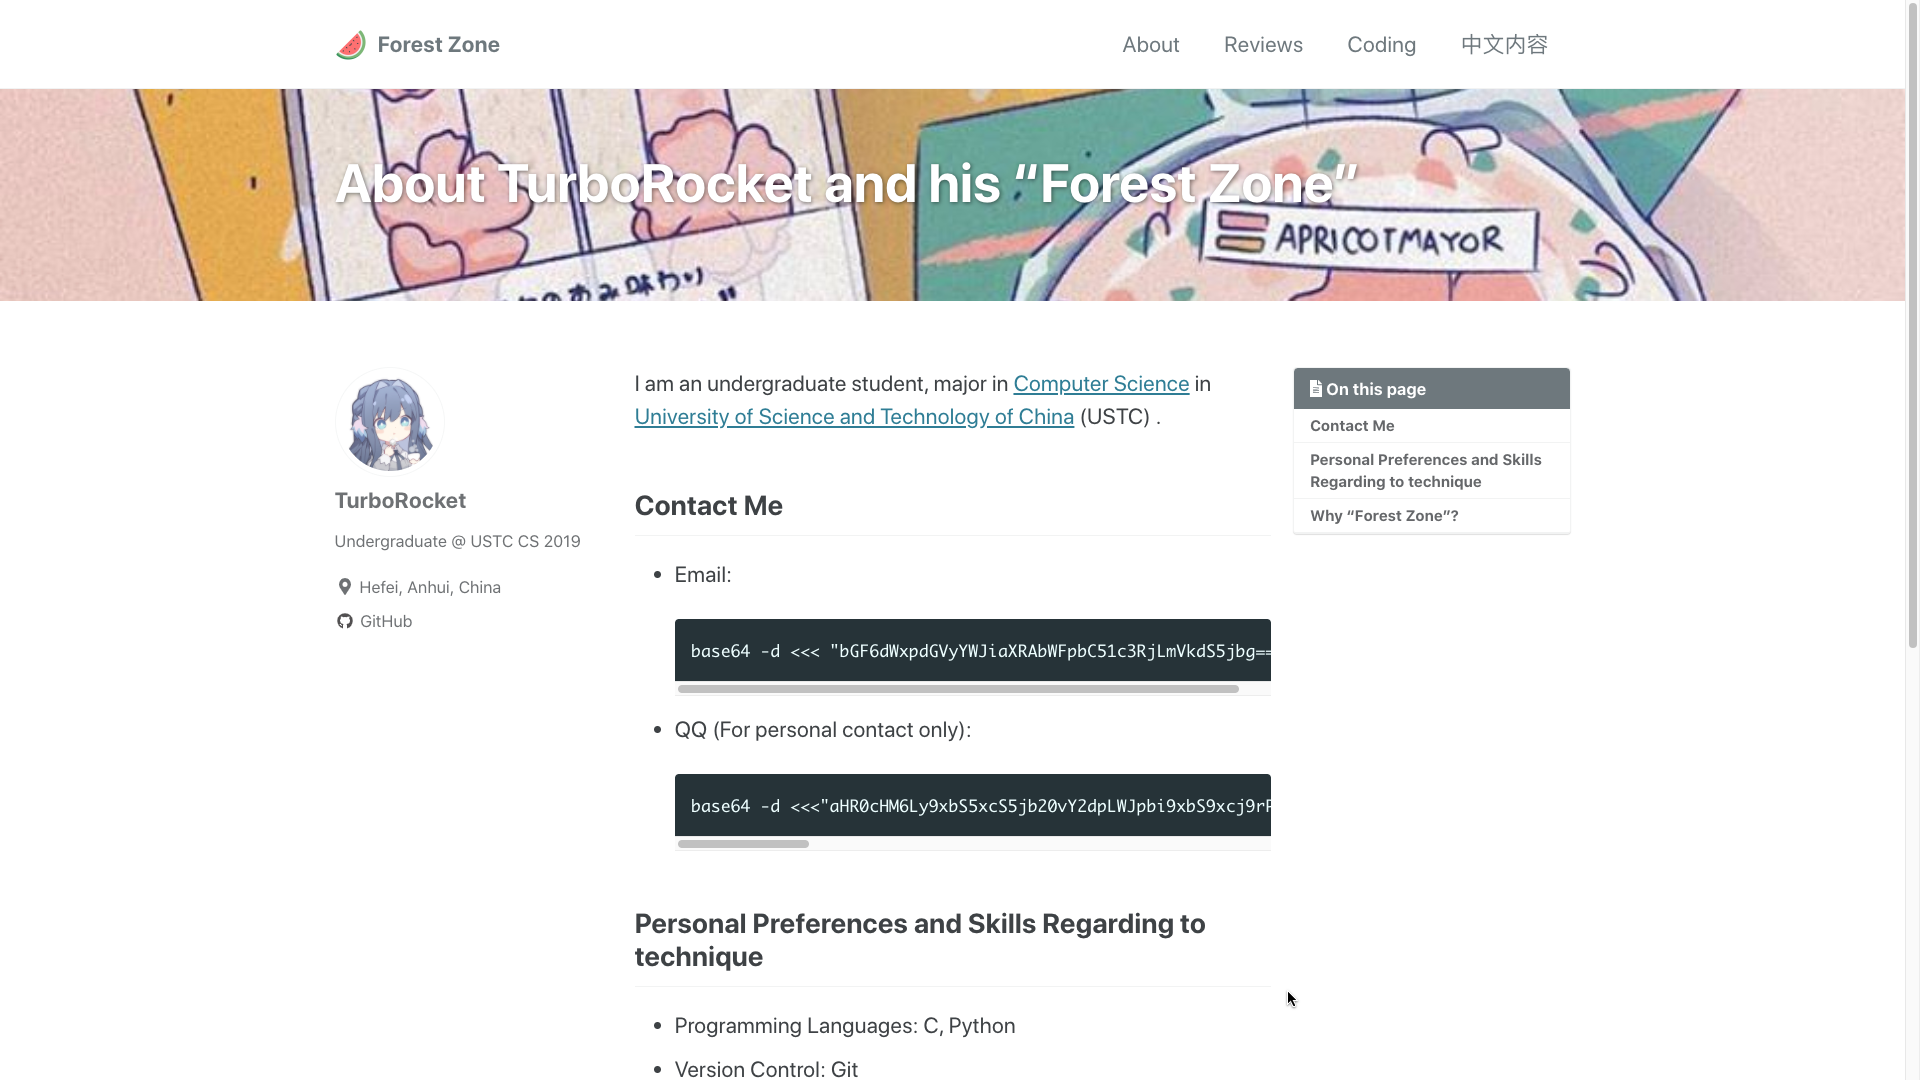 Forest Zone
About
Reviews
Coding
中文内容
About TurboRocket and his “Forest Zone”
APRICOTMAYOR
TurboRocket
Undergraduate @ USTC CS 2019
Hefei, Anhui, China
GitHub
I am an undergraduate student, major in Computer Science in
University of Science and Technology of China (USTC) .
Contact Me
• Email:
base64 -d <<< "bGF6dWxpdGVyYWJiaXRAbWFpbC51c3RjLmVkdS5jbg==
• QQ (For personal contact only):
base64 -d <<<"aHR0cHM6Ly9xbS5xcS5jb20vY2dpLWJpbi9xbS9xcj9r
Personal Preferences and Skills Regarding to
technique
• Programming Languages: C, Python
• Version Control: Git
On this page
Contact Me
Personal Preferences and Skills
Regarding to technique
Why “Forest Zone”?